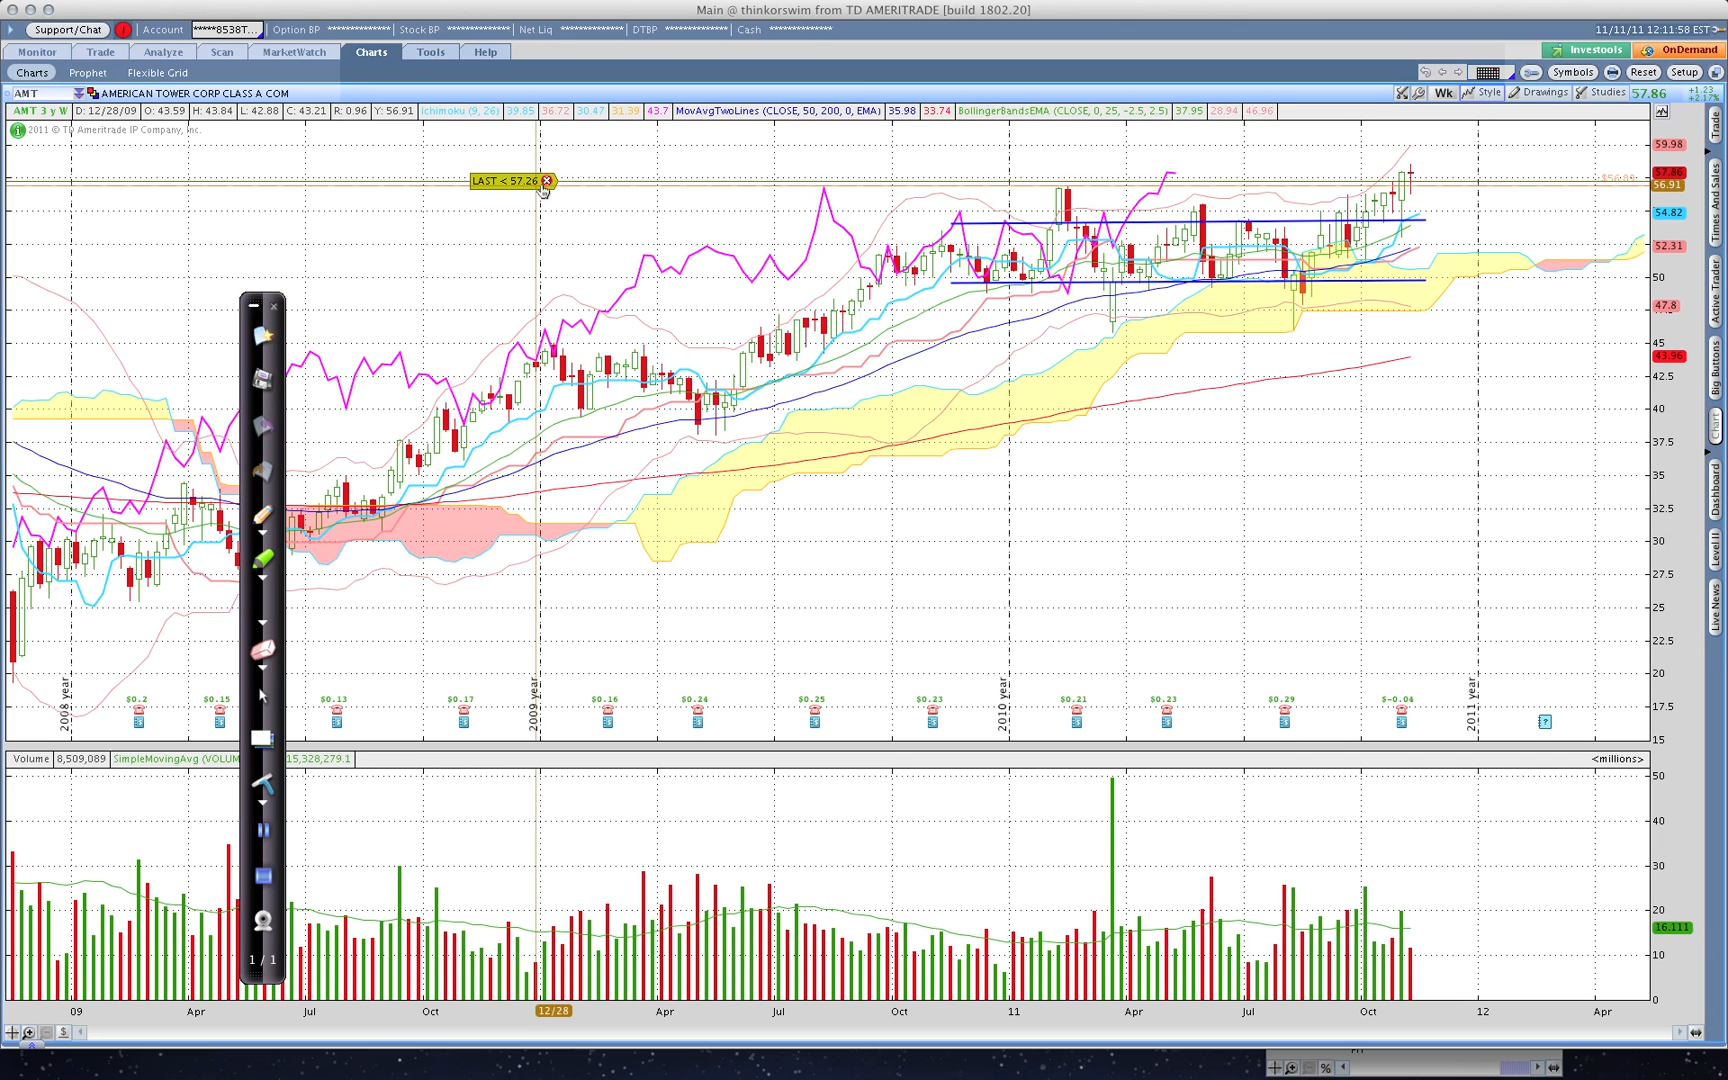 Main @ thinkorswim from TD AMERITRADE [build 1802.20]
Support/Chat ! Account *****8538T... Option BP Stock BP Net Liq DTBP Cash 11/11/11 12:11:58 EST
Monitor Trade Analyze Scan MarketWatch Charts Tools Help Investools OnDemand
Charts Prophet Flexible Grid Symbols Reset Setup
AMT AMERICAN TOWER CORP CLASS A COM Wk Style Drawings Studies 57.86 +1.23 +2.17%
AMT 3 y W D: 12/28/09 O: 43.59 H: 43.84 L: 42.88 C: 43.21 R: 0.96 Y: 56.91 Ichimoku (9, 26) 39.85 36.72 30.47 31.39 43.7 MovAvgTwoLines (CLOSE, 50, 200, 0, EMA) 35.98 33.74 BollingerBandsEMA (CLOSE, 0, 25, -2.5, 2.5) 37.95 28.94 46.96
2011 © TD Ameritrade IP Company, Inc.
LAST < 57.26
59.98
57.86
56.91
54.82
52.31
50
47.8
45
43.96
42.5
40
37.5
35
32.5
30
27.5
25
22.5
20
17.5
15
2008 year 2009 year 2010 year 2011 year
$0.2 $0.15 $0.13 $0.17 $0.16 $0.24 $0.25 $0.23 $0.21 $0.23 $0.29 $-0.04
?
Volume 8,509,089 SimpleMovingAvg (VOLUM 15,328,279.1 <millions>
50
40
30
20
16.111
10
0
1 / 1
09 Apr Jul Oct 12/28 Apr Jul Oct 11 Apr Jul Oct 12 Apr
$
%
Trade
Times And Sales
Active Trader
Big Buttons
Chart
Dashboard
Level II
Live News